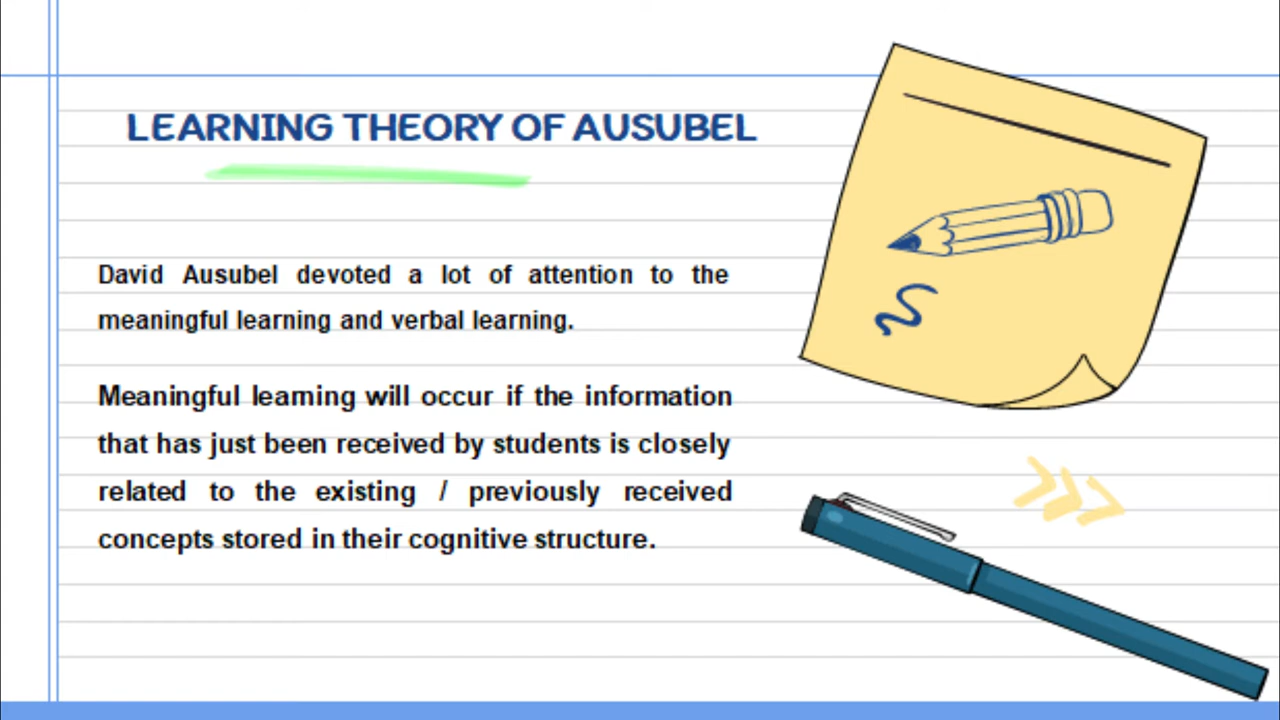 LEARNING THEORY OF AUSUBEL
David Ausubel devoted a lot of attention to the
meaningful learning and verbal learning.
Meaningful learning will occur if the information
that has just been received by students is closely
related to the existing / previously received
concepts stored in their cognitive structure.